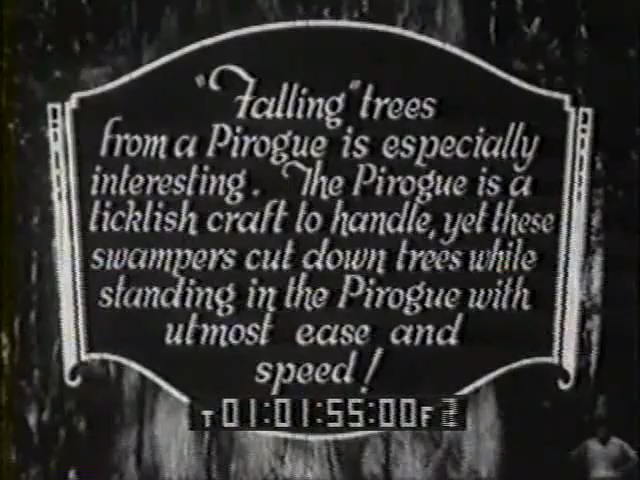 "Falling" trees
from a Pirogue is especially
interesting. The Pirogue is a
ticklish craft to handle, yet these
swampers cut down trees while
standing in the Pirogue with
utmost ease and
speed!
T01:01:55:00F2